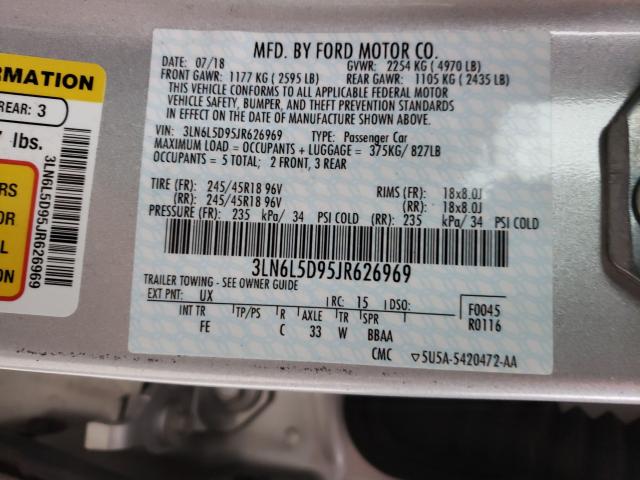 MFD. BY FORD MOTOR CO.
DATE: 07/18 GVWR: 2254 KG ( 4970 LB)
FRONT GAWR: 1177 KG ( 2595 LB) REAR GAWR: 1105 KG ( 2435 LB)
THIS VEHICLE CONFORMS TO ALL APPLICABLE FEDERAL MOTOR
VEHICLE SAFETY, BUMPER, AND THEFT PREVENTION STANDARDS
IN EFFECT ON THE DATE OF MANUFACTURE SHOWN ABOVE.
VIN: 3LN6L5D95JR626969 TYPE: Passenger Car
MAXIMUM LOAD = OCCUPANTS + LUGGAGE = 375KG/ 827LB
OCCUPANTS = 5 TOTAL; 2 FRONT, 3 REAR
TIRE (FR): 245/45R18 96V RIMS (FR): 18x8.0J
(RR): 245/45R18 96V (RR): 18x8.0J
PRESSURE (FR): 235 kPa/ 34 PSI COLD (RR): 235 kPa/ 34 PSI COLD
3LN6L5D95JR626969
TRAILER TOWING - SEE OWNER GUIDE
EXT PNT: UX RC: 15 DSO: F0045
INT TR TP/PS R AXLE TR SPR R0116
FE C 33 W BBAA
CMC ▽5U5A-5420472-AA
RMATION
REAR: 3
lbs.
RS
OR
L
ON
3LN6L5D95JR626969